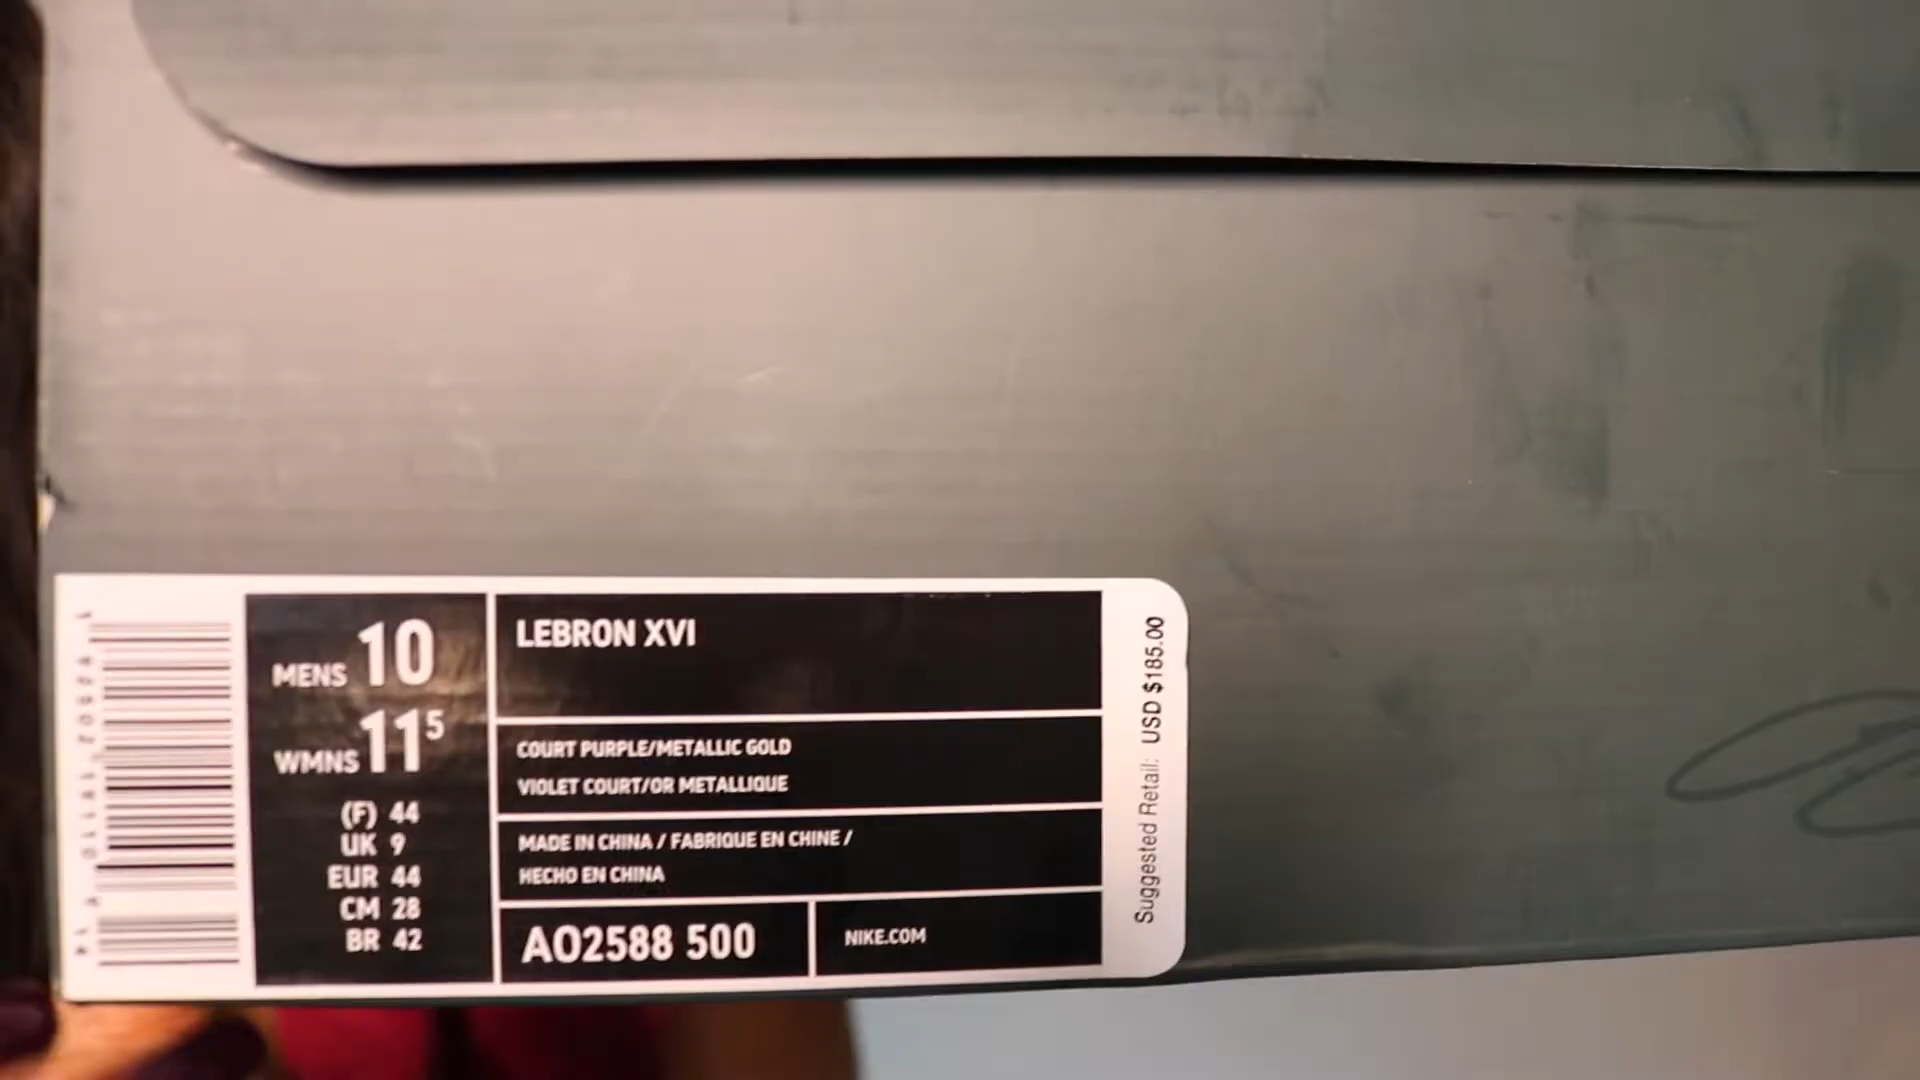 MENS 10
WMNS 11⁵
(F) 44
UK 9
EUR 44
CM 28
BR 42
LEBRON XVI
COURT PURPLE/METALLIC GOLD
VIOLET COURT/OR METALLIQUE
MADE IN CHINA / FABRIQUE EN CHINE /
HECHO EN CHINA
AO2588 500
NIKE.COM
Suggested Retail: USD $185.00